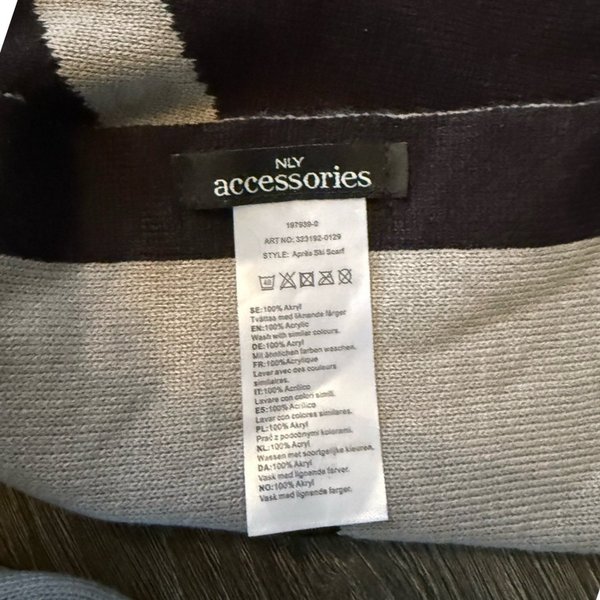 NLY
accessories
197939-0
ART NO: 323192-0129
STYLE: Après Ski Scarf
40
SE:100% Akryl
Tvättas med liknande färger
EN:100% Acrylic
Wash with similar colours.
DE:100% Acryl
Mit ähnlichen farben waschen.
FR:100%Acrylique
Laver avec des couleurs
similaires.
IT:100% Acrilico
Lavare con colori simili.
ES:100% Acrílico
Lavar con colores similares.
PL:100% Akryl
Prać z podobnymi kolorami.
NL:100% Acryl
Wassen met soortgelijke kleuren.
DA:100% Akryl
Vask med lignende farver.
NO:100% Akryl
Vask med lignende farger.